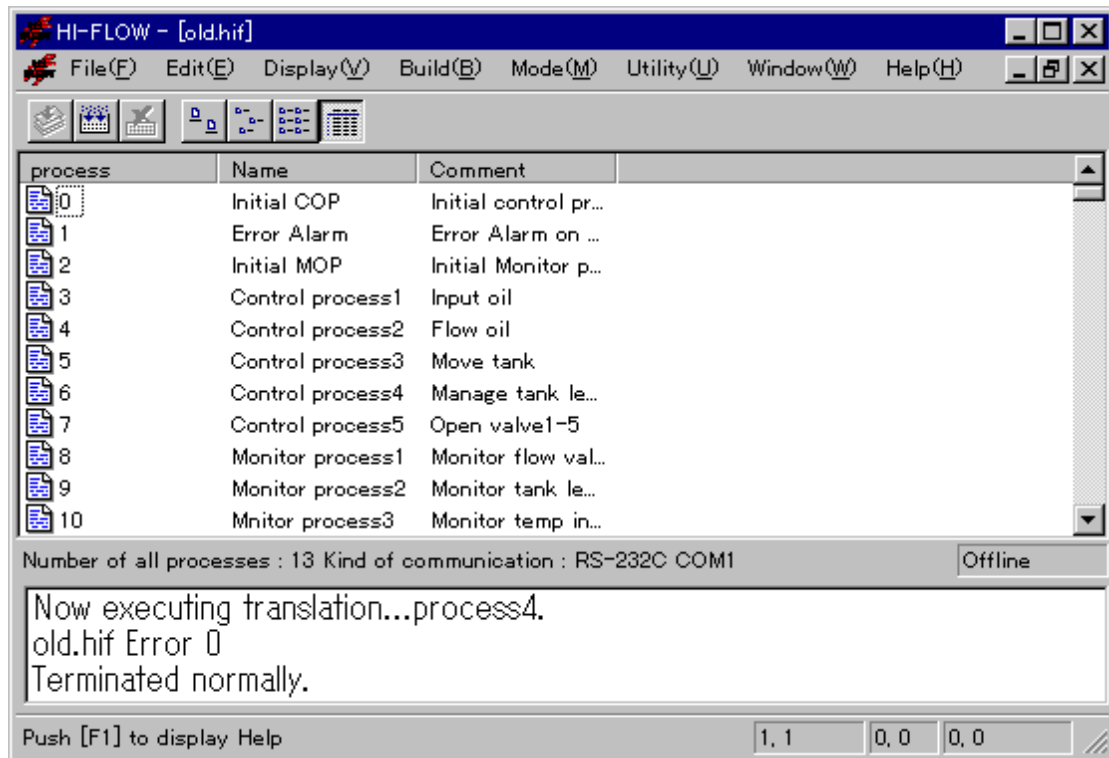 HI-FLOW - [old.hif]
File(F) Edit(E) Display(V) Build(B) Mode(M) Utility(U) Window(W) Help(H)
process Name Comment
0 Initial COP Initial control pr...
1 Error Alarm Error Alarm on ...
2 Initial MOP Initial Monitor p...
3 Control process1 Input oil
4 Control process2 Flow oil
5 Control process3 Move tank
6 Control process4 Manage tank le...
7 Control process5 Open valve1-5
8 Monitor process1 Monitor flow val...
9 Monitor process2 Monitor tank le...
10 Mnitor process3 Monitor temp in...
Number of all processes : 13 Kind of communication : RS-232C COM1 Offline
Now executing translation...process4.
old.hif Error 0
Terminated normally.
Push [F1] to display Help 1, 1 0, 0 0, 0